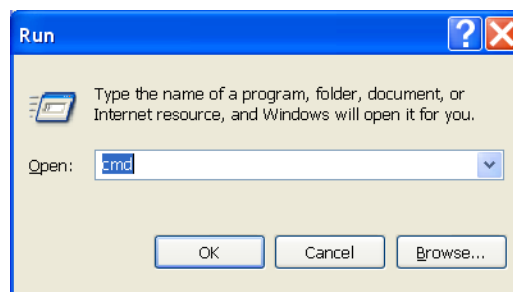 Run
Type the name of a program, folder, document, or
Internet resource, and Windows will open it for you.
Open: cmd
OK Cancel Browse...